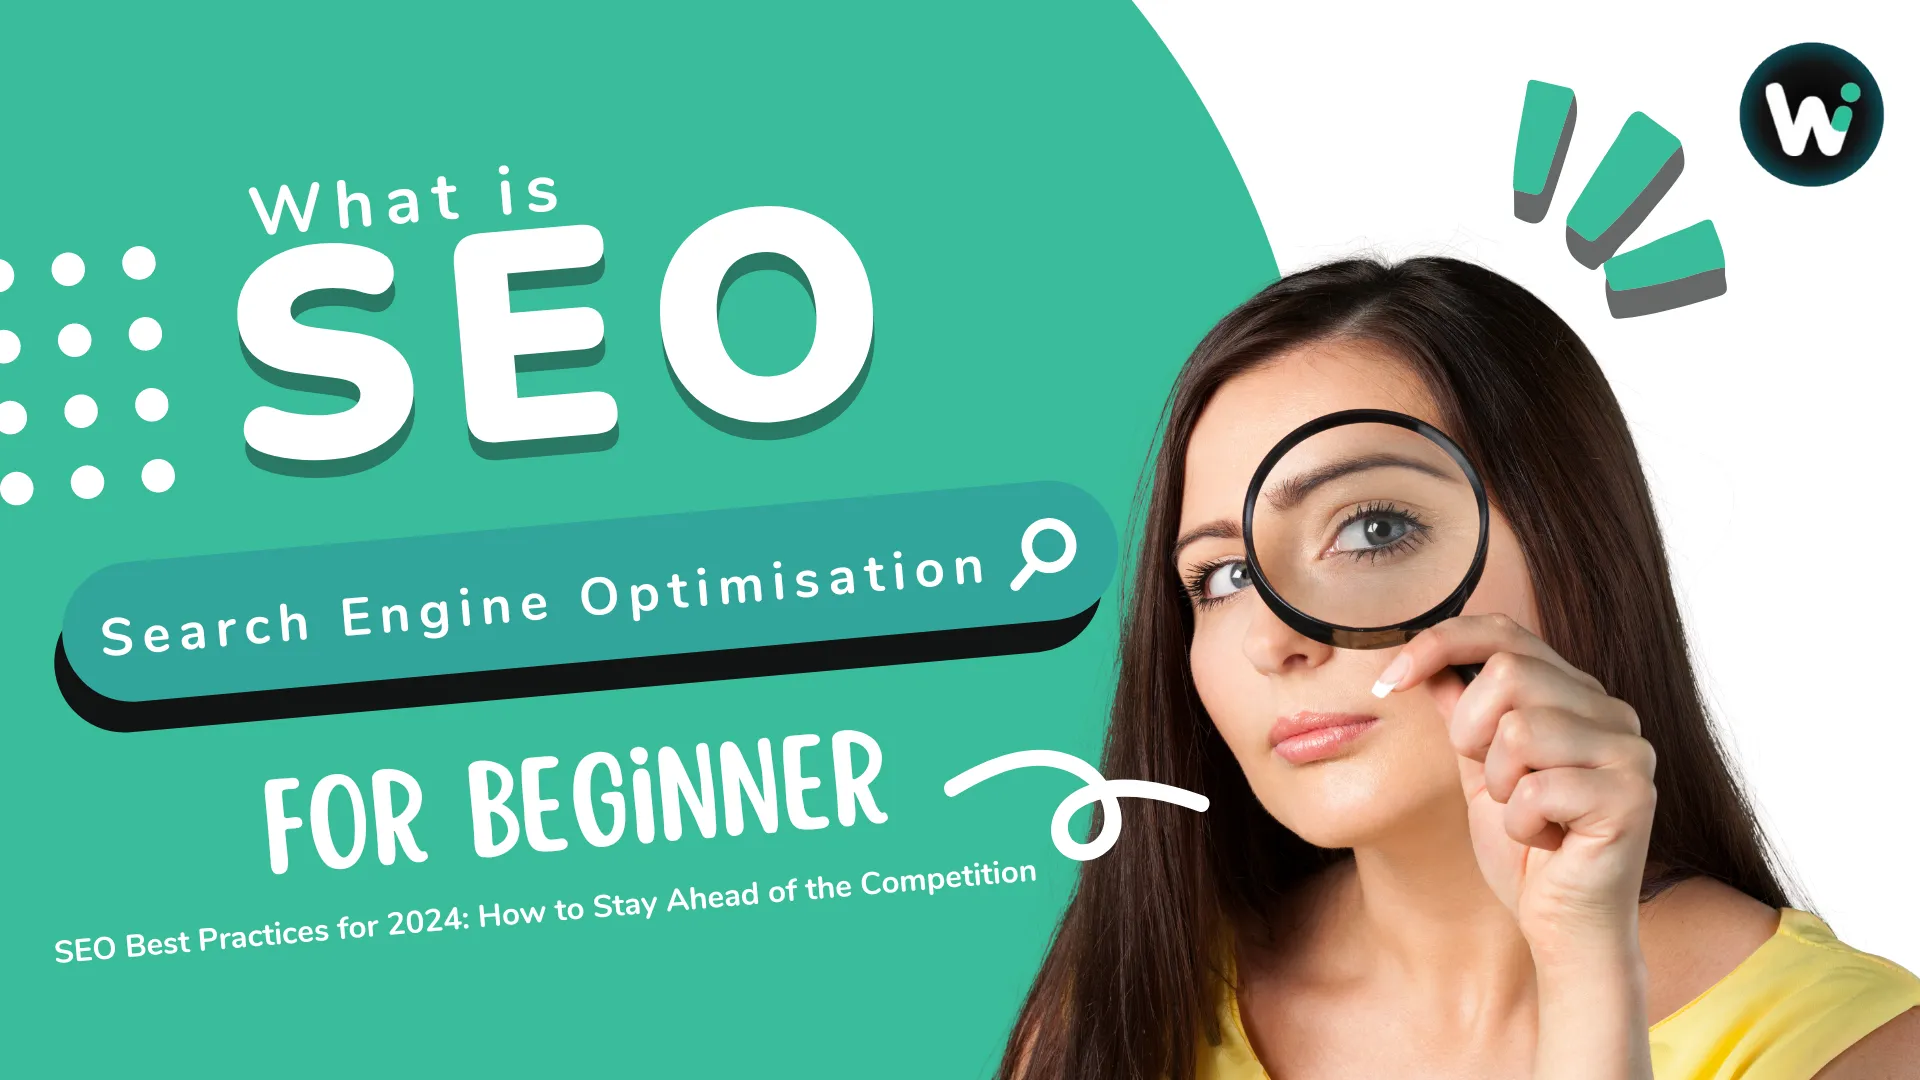 Wi
What is
SEO
Search Engine Optimisation
FOR BEGiNNER
SEO Best Practices for 2024: How to Stay Ahead of the Competition